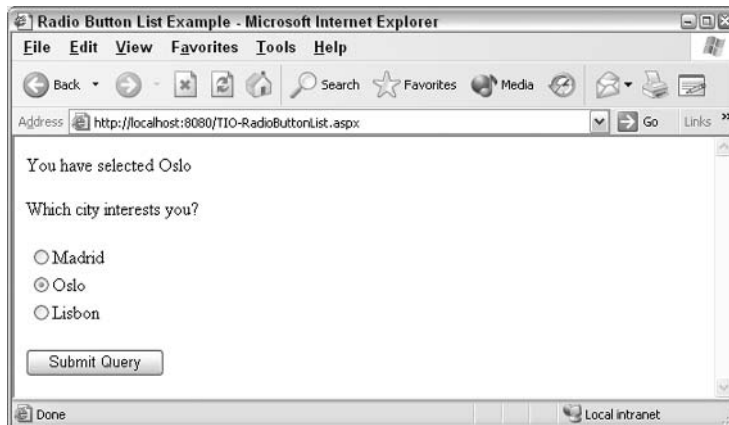 Radio Button List Example - Microsoft Internet Explorer
File Edit View Favorites Tools Help
Back Search Favorites Media
Address http://localhost:8080/TIO-RadioButtonList.aspx Go Links »
You have selected Oslo
Which city interests you?
Madrid
Oslo
Lisbon
Submit Query
Done Local intranet